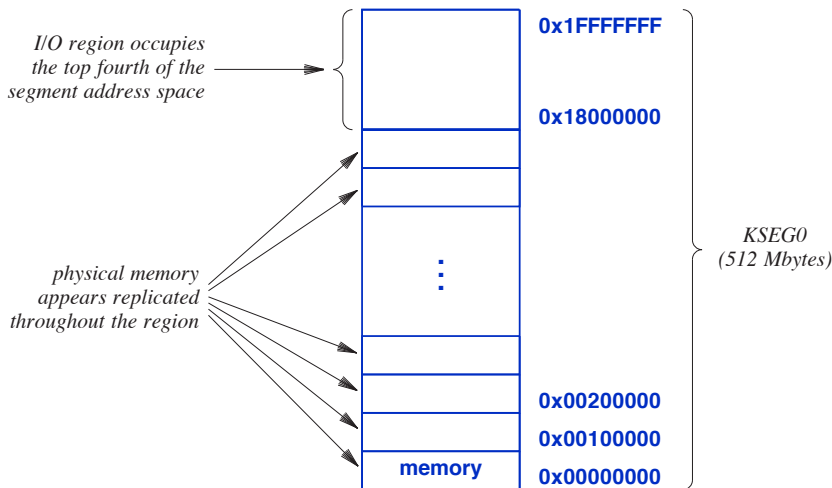 I/O region occupies
the top fourth of the
segment address space
0x1FFFFFFF
0x18000000
KSEG0
(512 Mbytes)
physical memory
appears replicated
throughout the region
0x00200000
0x00100000
memory
0x00000000